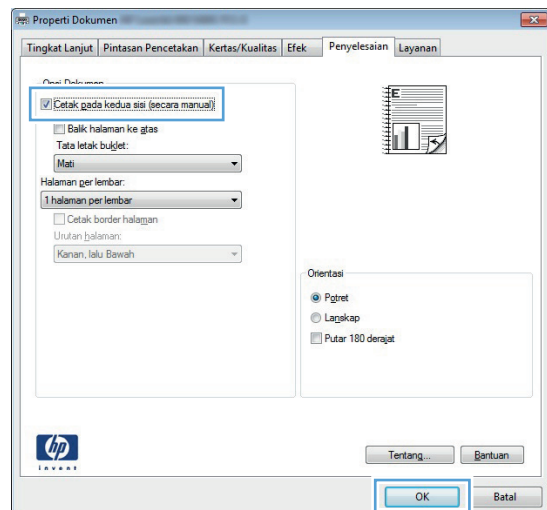 Properti Dokumen
Tingkat Lanjut Pintasan Pencetakan Kertas/Kualitas Efek Penyelesaian Layanan
Opsi Dokumen
Cetak pada kedua sisi (secara manual)
Balik halaman ke atas
Tata letak buklet:
Mati
Halaman per lembar:
1 halaman per lembar
Cetak border halaman
Urutan halaman:
Kanan, lalu Bawah
E
Orientasi
Potret
Lanskap
Putar 180 derajat
hp
invent
Tentang... Bantuan
OK Batal